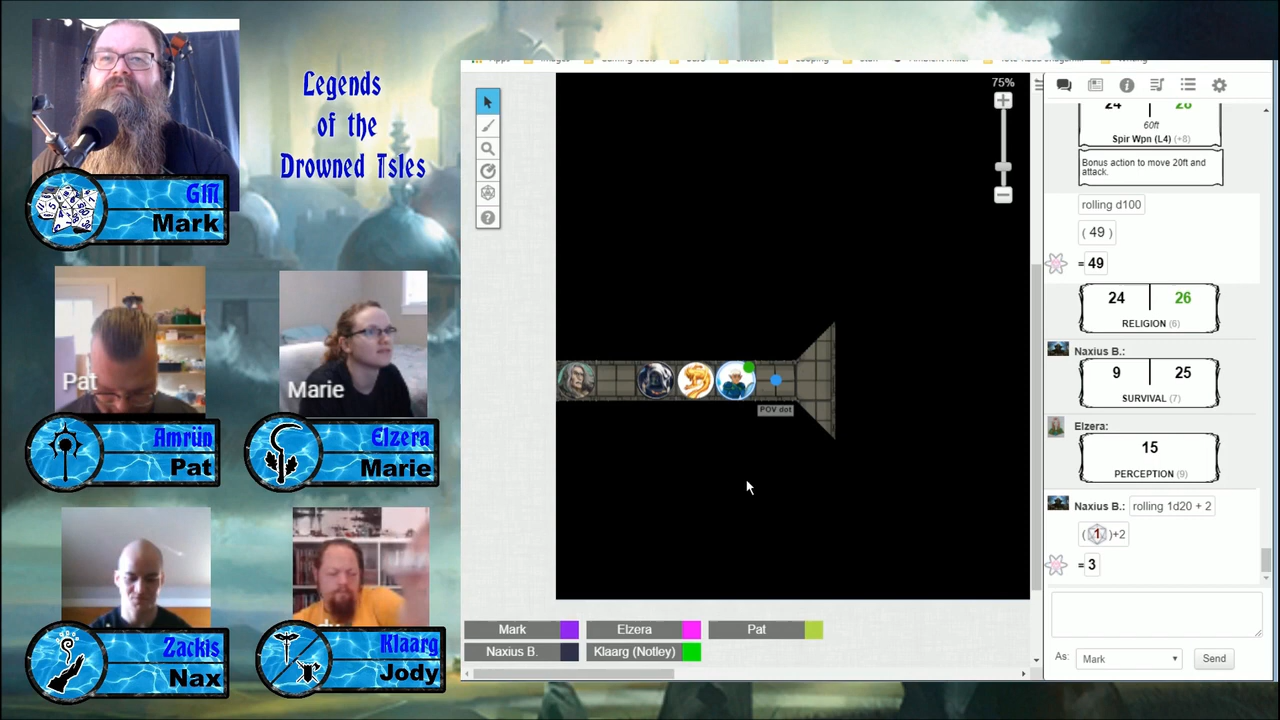 Legends
of the
Drowned Isles
GM
Mark
Pat
Amriin
Pat
Marie
Elzera
Marie
Zackis
Nax
Klaarg
Jody
75%
POV dot
Mark
Elzera
Pat
Naxius B.
Klaarg (Notley)
24 28
60ft
Spir Wpn (L4) (+8)
Bonus action to move 20ft and
attack.
rolling d100
( 49 )
= 49
24 26
RELIGION (6)
Naxius B.:
9 25
SURVIVAL (7)
Elzera:
15
PERCEPTION (9)
Naxius B.: rolling 1d20 + 2
( 1 )+2
= 3
As: Mark
Send